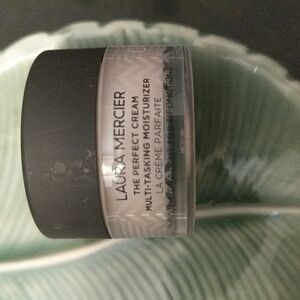 LAURA MERCIER
THE PERFECT CREAM
MULTI-TASKING MOISTURIZER
LA CRÈME PARFAITE